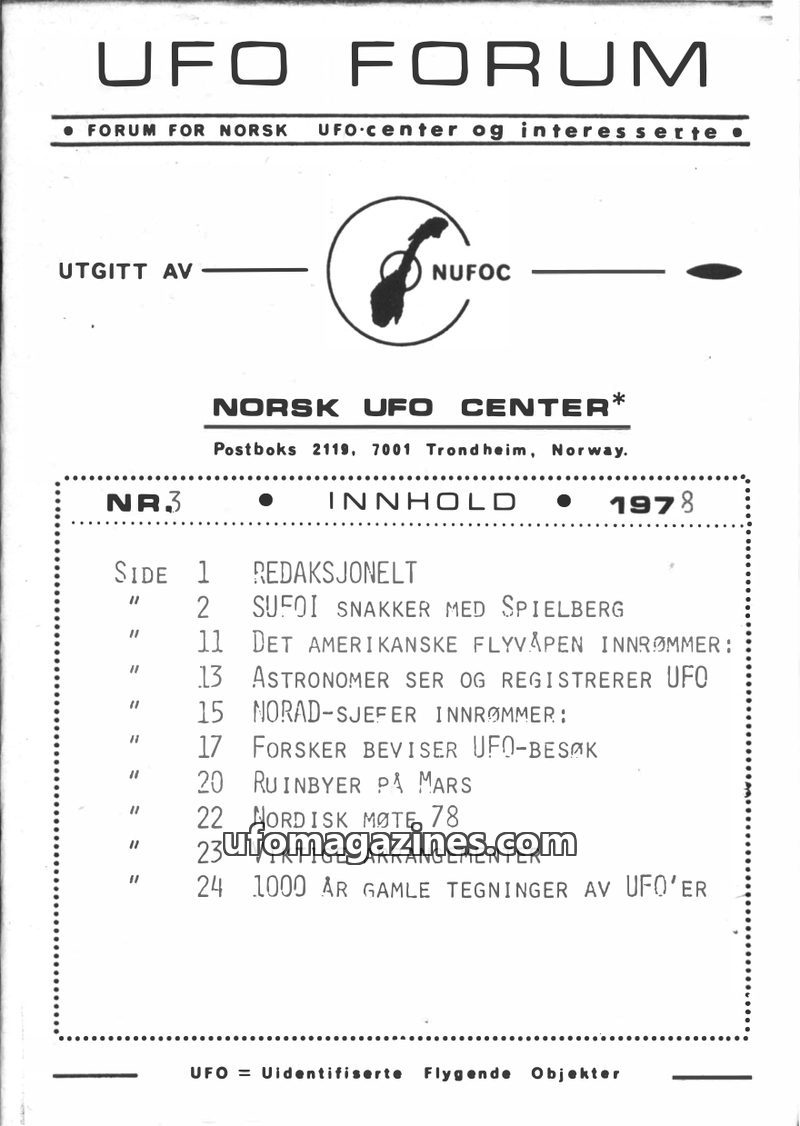 UFO FORUM
• FORUM FOR NORSK UFO-center og interesserte •
UTGITT AV
NUFOC
NORSK UFO CENTER*
Postboks 2119, 7001 Trondheim, Norway.
NR.3 • INNHOLD • 1978
SIDE 1 REDAKSJONELT
" 2 SUFOI SNAKKER MED SPIELBERG
" 11 DET AMERIKANSKE FLYVÅPEN INNRØMMER:
" 13 ASTRONOMER SER OG REGISTRERER UFO
" 15 NORAD-SJEFER INNRØMMER:
" 17 FORSKER BEVISER UFO-BESØK
" 20 RUINBYER PÅ MARS
" 22 NORDISK MØTE 78
ufomagazines.com
" 23 VIKTIGE ARRANGEMENTER
" 24 1000 ÅR GAMLE TEGNINGER AV UFO'ER
UFO = Uidentifiserte Flygende Objekter